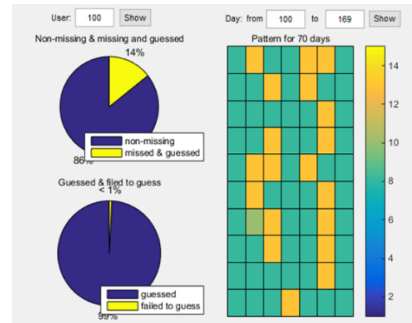 User: 100 Show
Day: from 100 to 169 Show
Non-missing & missing and guessed
14%
86%
non-missing
missed & guessed
Guessed & filed to guess
< 1%
99%
guessed
failed to guess
Pattern for 70 days
14
12
10
8
6
4
2